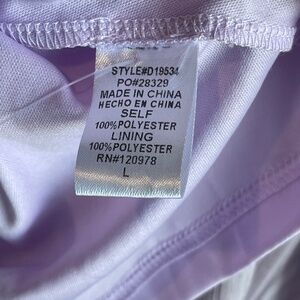 STYLE#D19534
PO#28329
MADE IN CHINA
HECHO EN CHINA
SELF
100%POLYESTER
LINING
100%POLYESTER
RN#120978
L